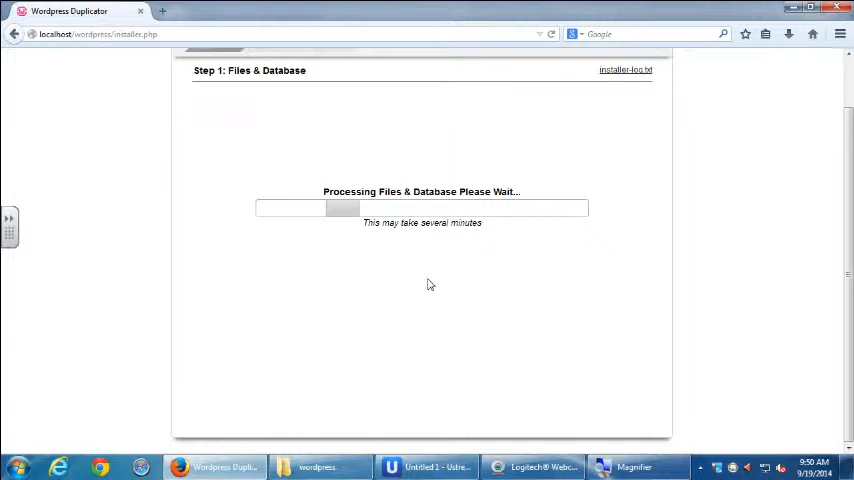 Wordpress Duplicator
localhost/wordpress/installer.php
Google
Step 1: Files & Database
installer-log.txt
Processing Files & Database Please Wait...
This may take several minutes
Wordpress Dupli...
wordpress
Untitled 1 - Ustre...
Logitech® Webc...
Magnifier
9:50 AM
9/19/2014